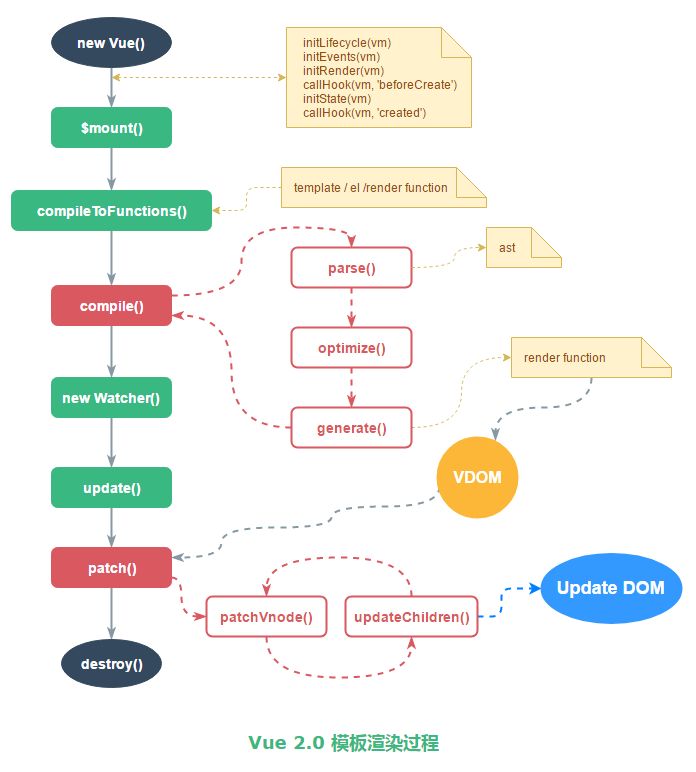 new Vue()
initLifecycle(vm)
initEvents(vm)
initRender(vm)
callHook(vm, 'beforeCreate')
initState(vm)
callHook(vm, 'created')
$mount()
template / el /render function
compileToFunctions()
parse()
ast
compile()
optimize()
render function
new Watcher()
generate()
VDOM
update()
patch()
Update DOM
patchVnode()
updateChildren()
destroy()
Vue 2.0 模板渲染过程